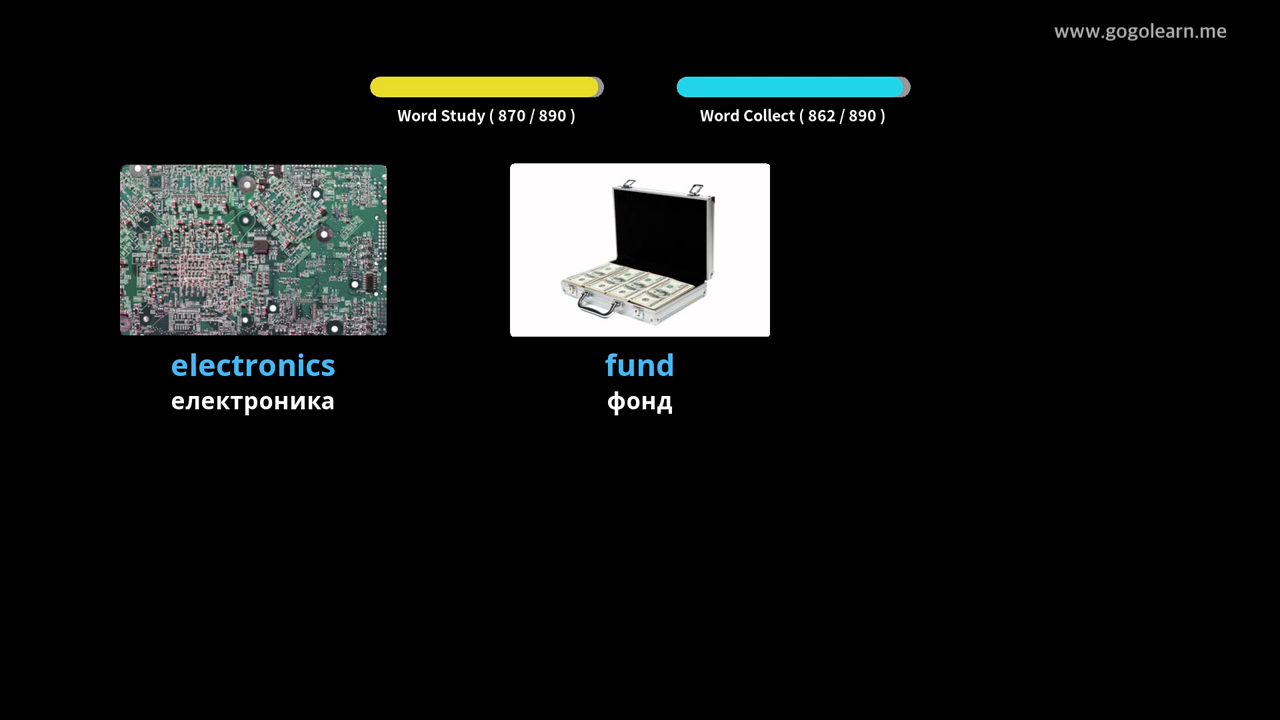 www.gogolearn.me
Word Study ( 870 / 890 )
Word Collect ( 862 / 890 )
electronics
електроника
fund
фонд